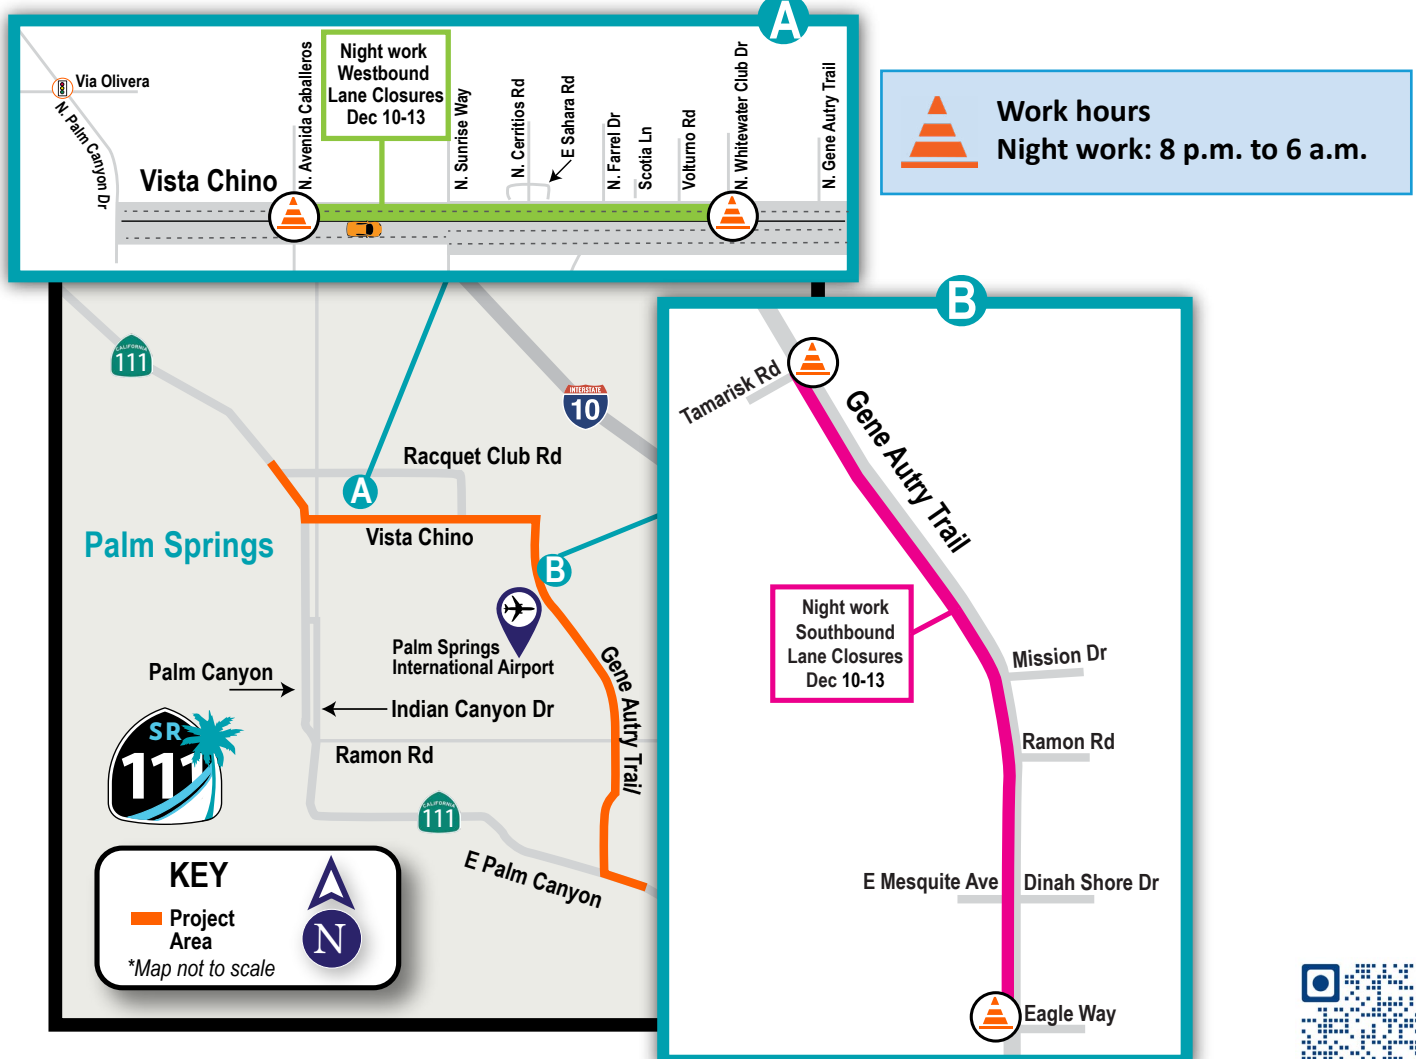 A
Via Olivera
N. Palm Canyon Dr
Vista Chino
N. Avenida Caballeros
Night work
Westbound
Lane Closures
Dec 10-13
N. Sunrise Way
N. Cerritios Rd
E Sahara Rd
N. Farrel Dr
Scotia Ln
Volturno Rd
N. Whitewater Club Dr
N. Gene Autry Trail
Work hours
Night work: 8 p.m. to 6 a.m.
CALIFORNIA
111
INTERSTATE
10
Racquet Club Rd
A
Vista Chino
Palm Springs
B
Palm Springs
International Airport
Gene Autry Trail
Palm Canyon
Indian Canyon Dr
Ramon Rd
SR
111
CALIFORNIA
111
E Palm Canyon
KEY
Project
Area
*Map not to scale
N
B
Tamarisk Rd
Gene Autry Trail
Night work
Southbound
Lane Closures
Dec 10-13
Mission Dr
Ramon Rd
E Mesquite Ave
Dinah Shore Dr
Eagle Way